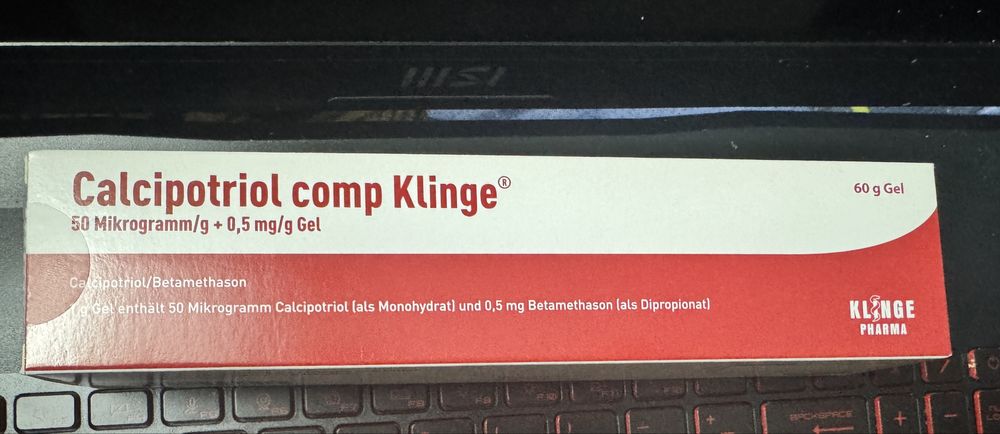 MSI
Calcipotriol comp Klinge®
50 Mikrogramm/g + 0,5 mg/g Gel
60 g Gel
Calcipotriol/Betamethason
1 g Gel enthält 50 Mikrogramm Calcipotriol (als Monohydrat) und 0,5 mg Betamethason (als Dipropionat)
KLINGE
PHARMA
BACKSPACE